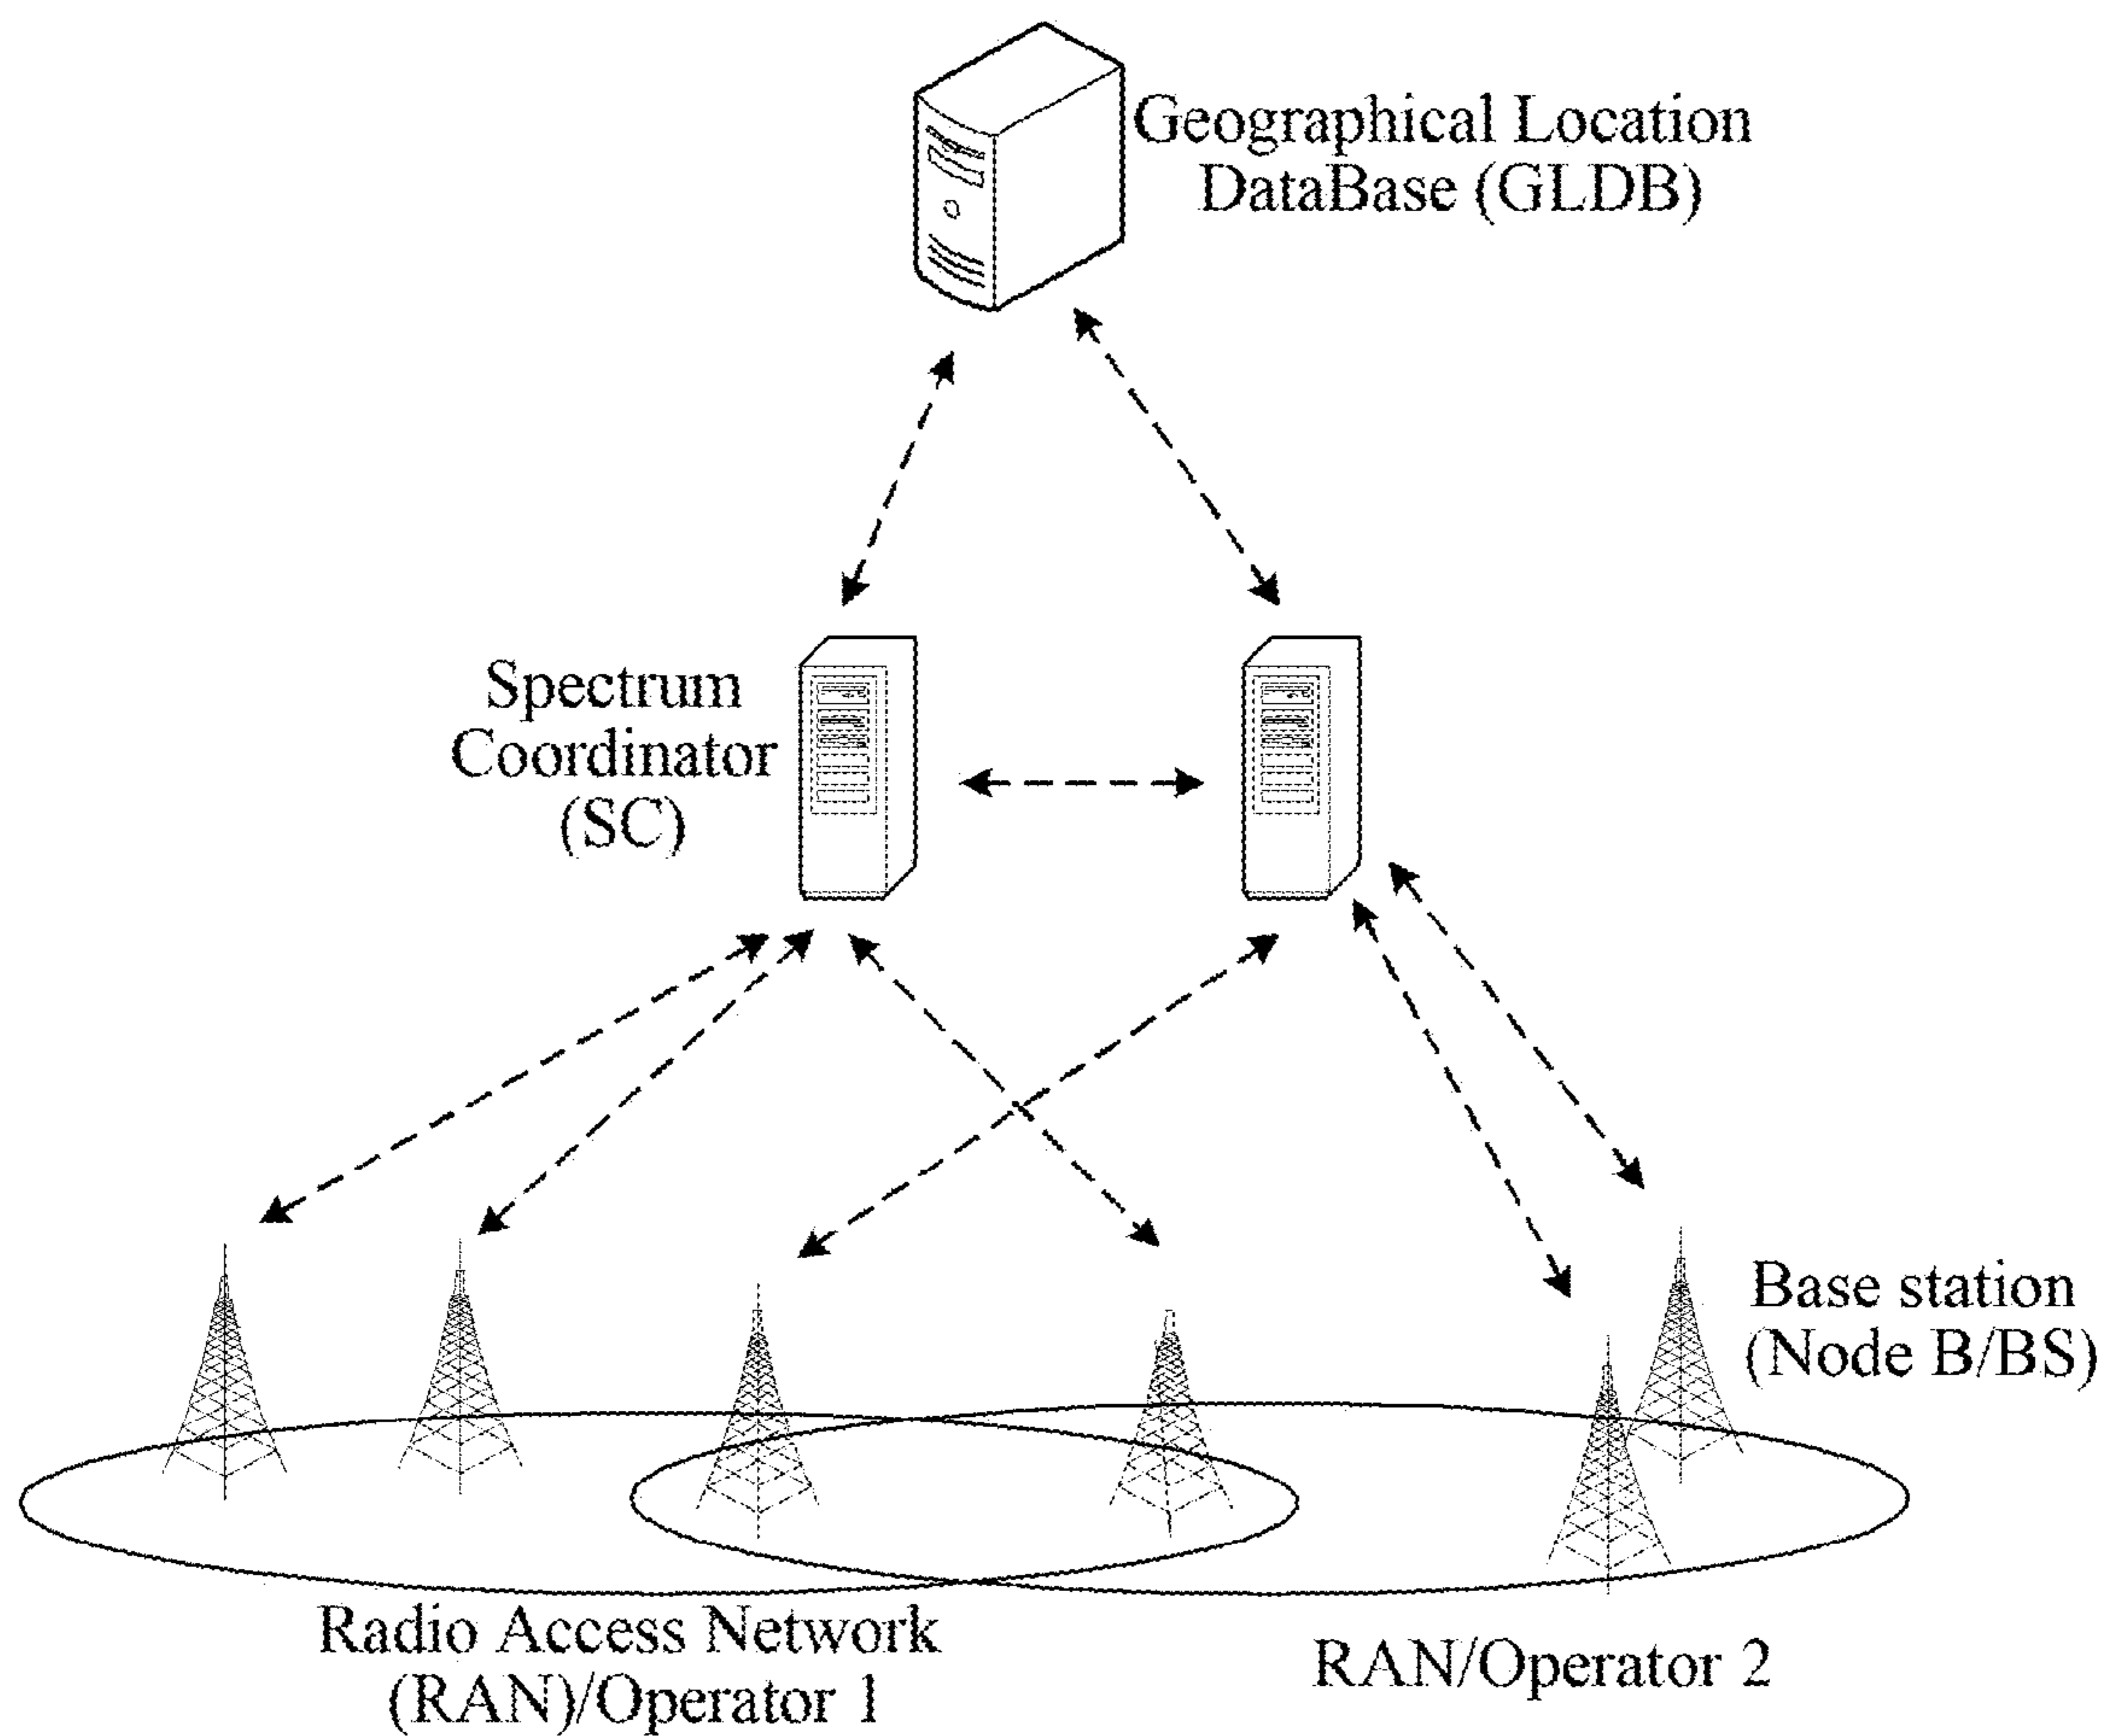 Geographical Location
DataBase (GLDB)
Spectrum
Coordinator
(SC)
Base station
(Node B/BS)
Radio Access Network
(RAN)/Operator 1
RAN/Operator 2